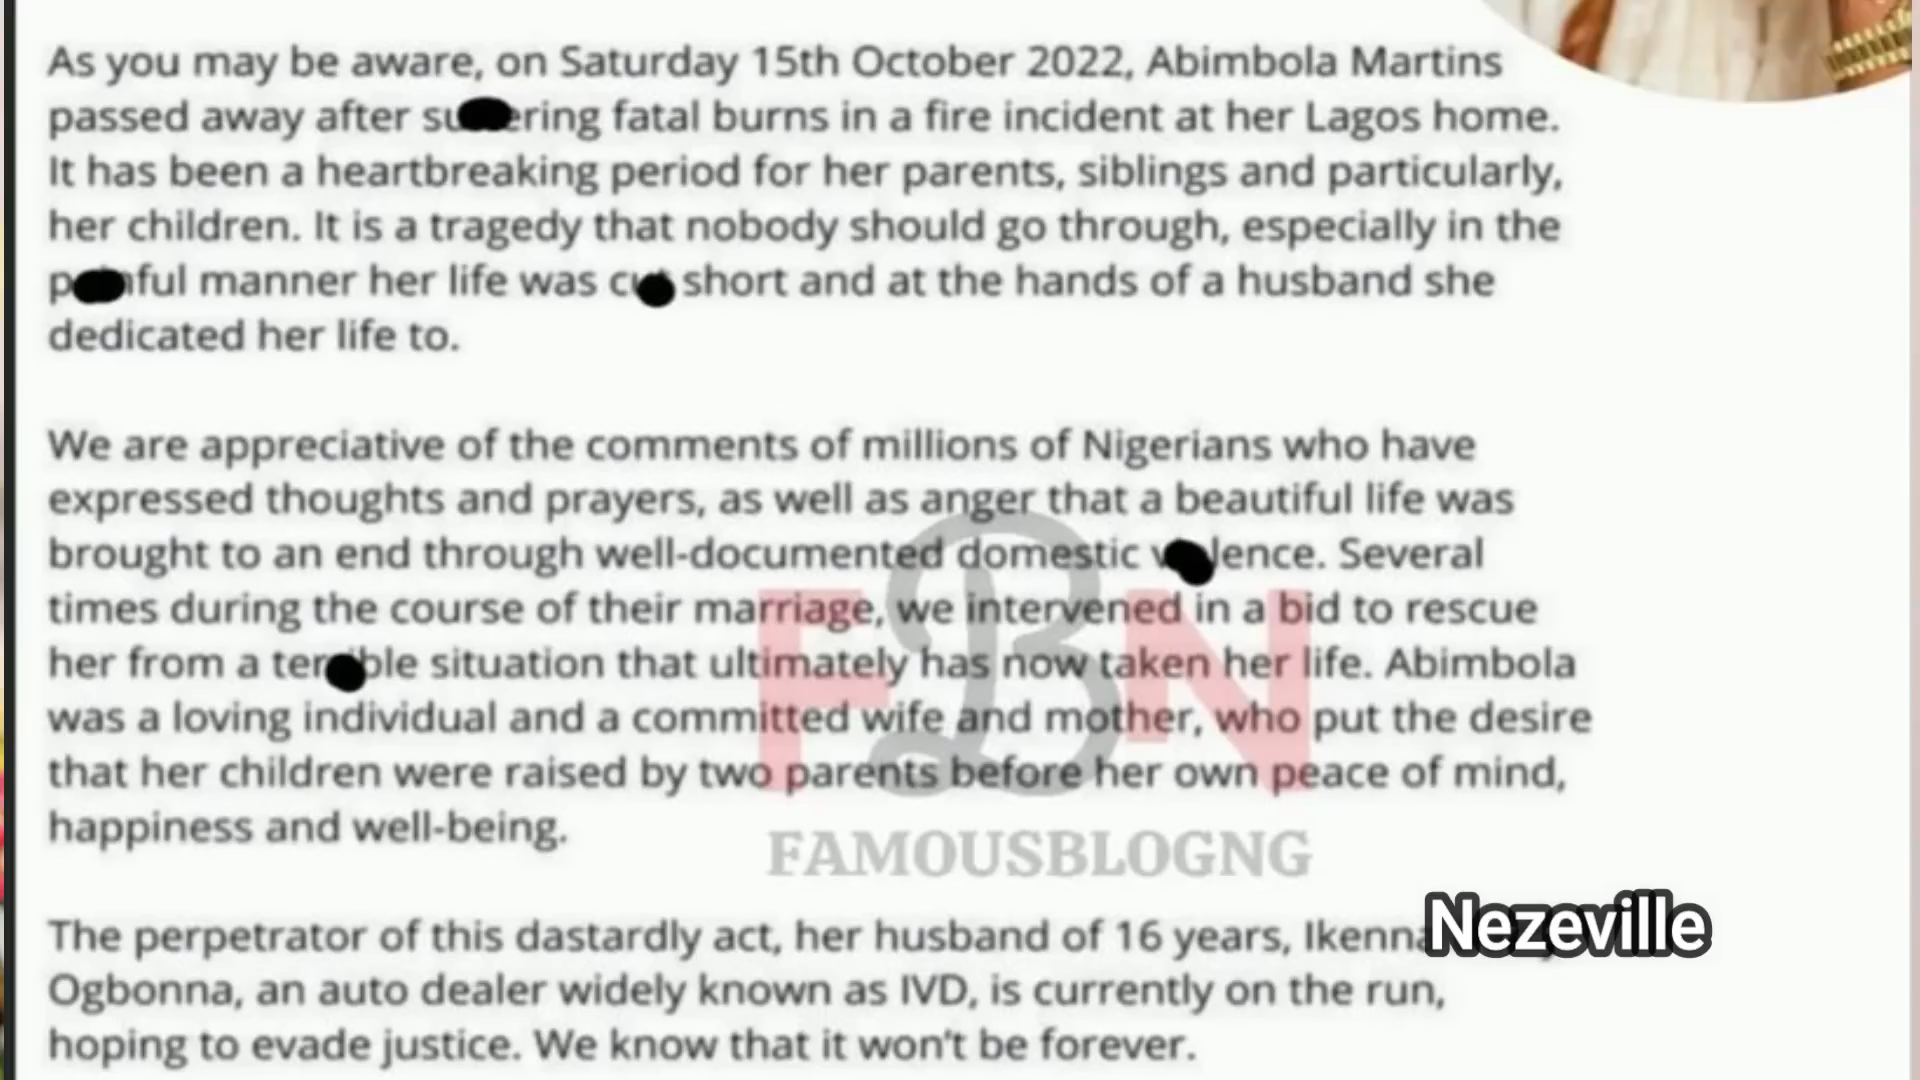 As you may be aware, on Saturday 15th October 2022, Abimbola Martins
passed away after suffering fatal burns in a fire incident at her Lagos home.
It has been a heartbreaking period for her parents, siblings and particularly,
her children. It is a tragedy that nobody should go through, especially in the
painful manner her life was cut short and at the hands of a husband she
dedicated her life to.
We are appreciative of the comments of millions of Nigerians who have
expressed thoughts and prayers, as well as anger that a beautiful life was
brought to an end through well-documented domestic violence. Several
times during the course of their marriage, we intervened in a bid to rescue
her from a terrible situation that ultimately has now taken her life. Abimbola
was a loving individual and a committed wife and mother, who put the desire
that her children were raised by two parents before her own peace of mind,
happiness and well-being.
FBN
FAMOUSBLOGNG
The perpetrator of this dastardly act, her husband of 16 years, Ikenna
Nezeville
Ogbonna, an auto dealer widely known as IVD, is currently on the run,
hoping to evade justice. We know that it won't be forever.